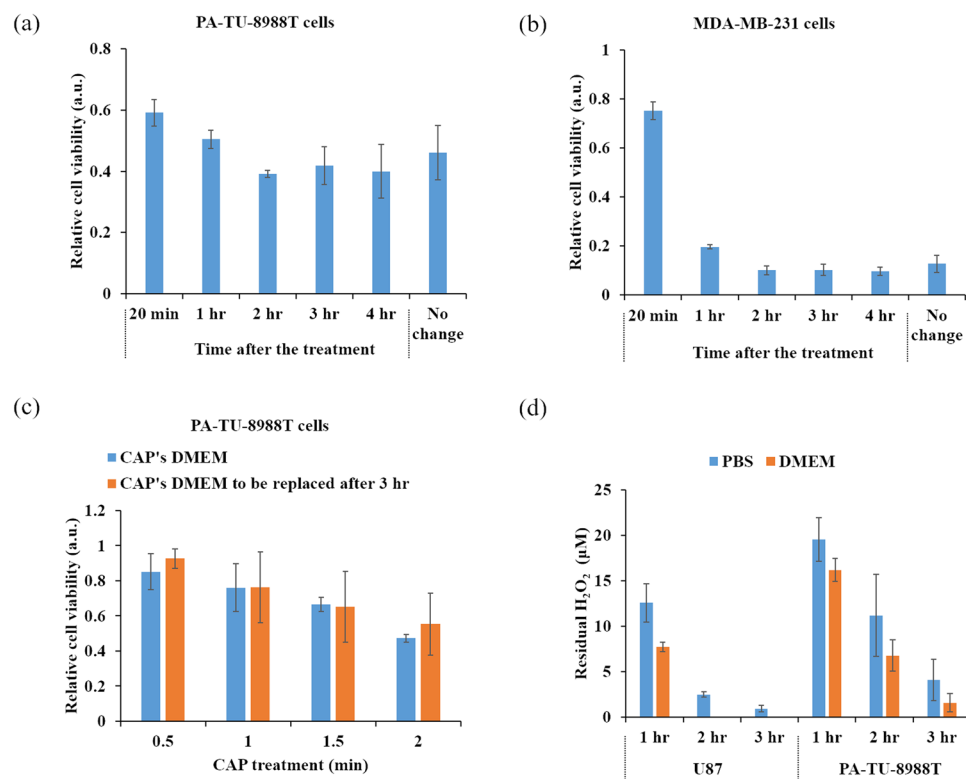 (a)
PA-TU-8988T cells
Relative cell viability (a.u.)
0.8
0.6
0.4
0.2
0
20 min 1 hr 2 hr 3 hr 4 hr No change
Time after the treatment
(b)
MDA-MB-231 cells
Relative cell viability (a.u.)
1
0.8
0.6
0.4
0.2
0
20 min 1 hr 2 hr 3 hr 4 hr No change
Time after the treatment
(c)
PA-TU-8988T cells
CAP's DMEM
CAP's DMEM to be replaced after 3 hr
Relative cell viability (a.u.)
1.2
1
0.8
0.6
0.4
0.2
0
0.5 1 1.5 2
CAP treatment (min)
(d)
PBS DMEM
Residual H₂O₂ (μM)
25
20
15
10
5
0
1 hr 2 hr 3 hr 1 hr 2 hr 3 hr
U87 PA-TU-8988T